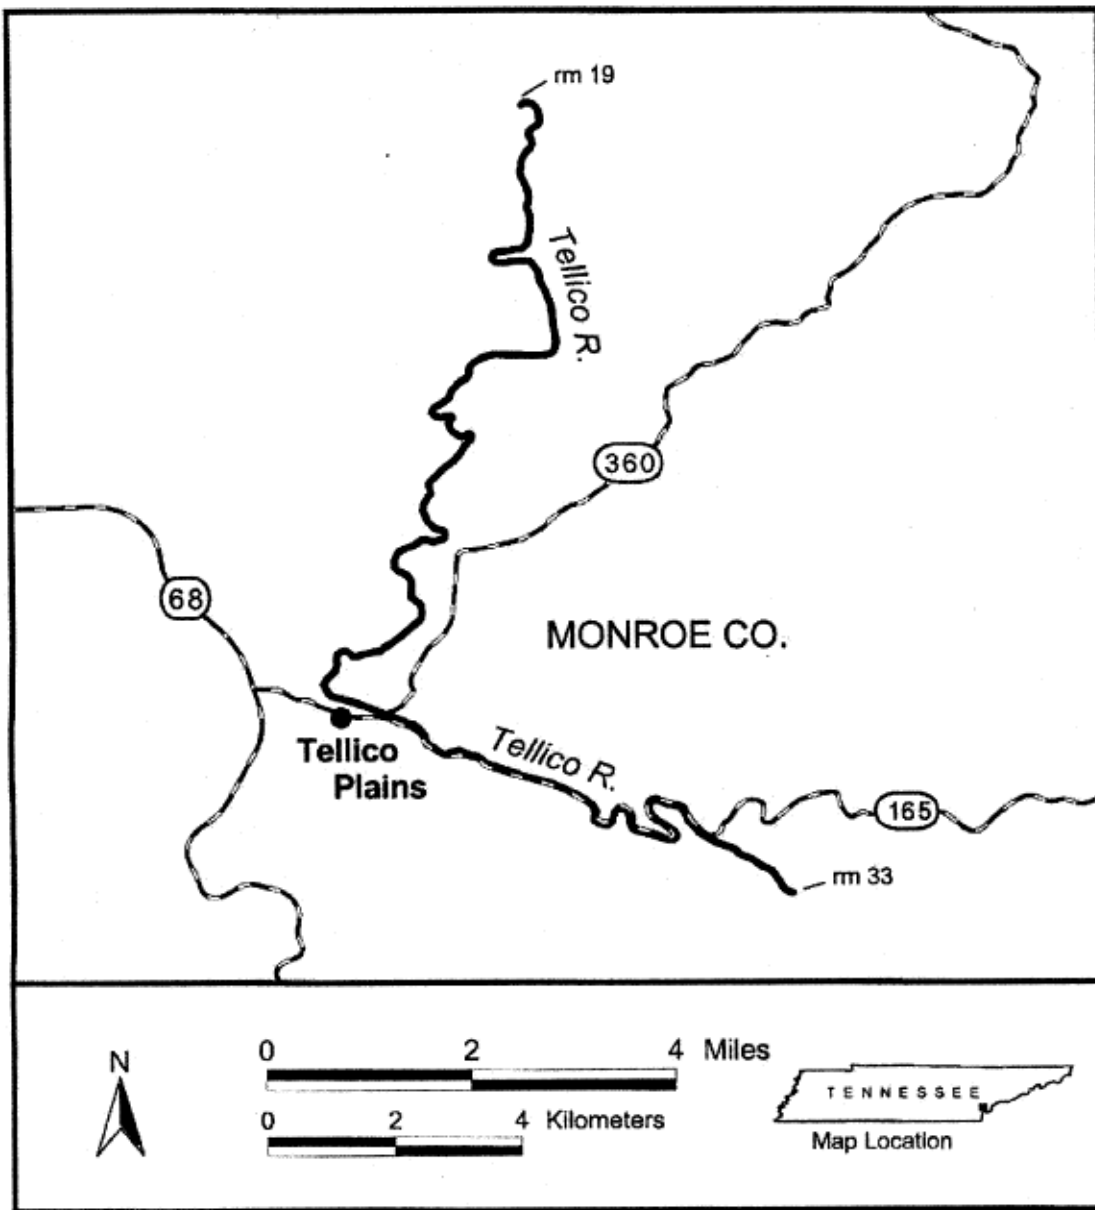 rm 19
Tellico R.
360
68
MONROE CO.
Tellico
Plains
Tellico R.
165
rm 33
N
0 2 4 Miles
0 2 4 Kilometers
TENNESSEE
Map Location